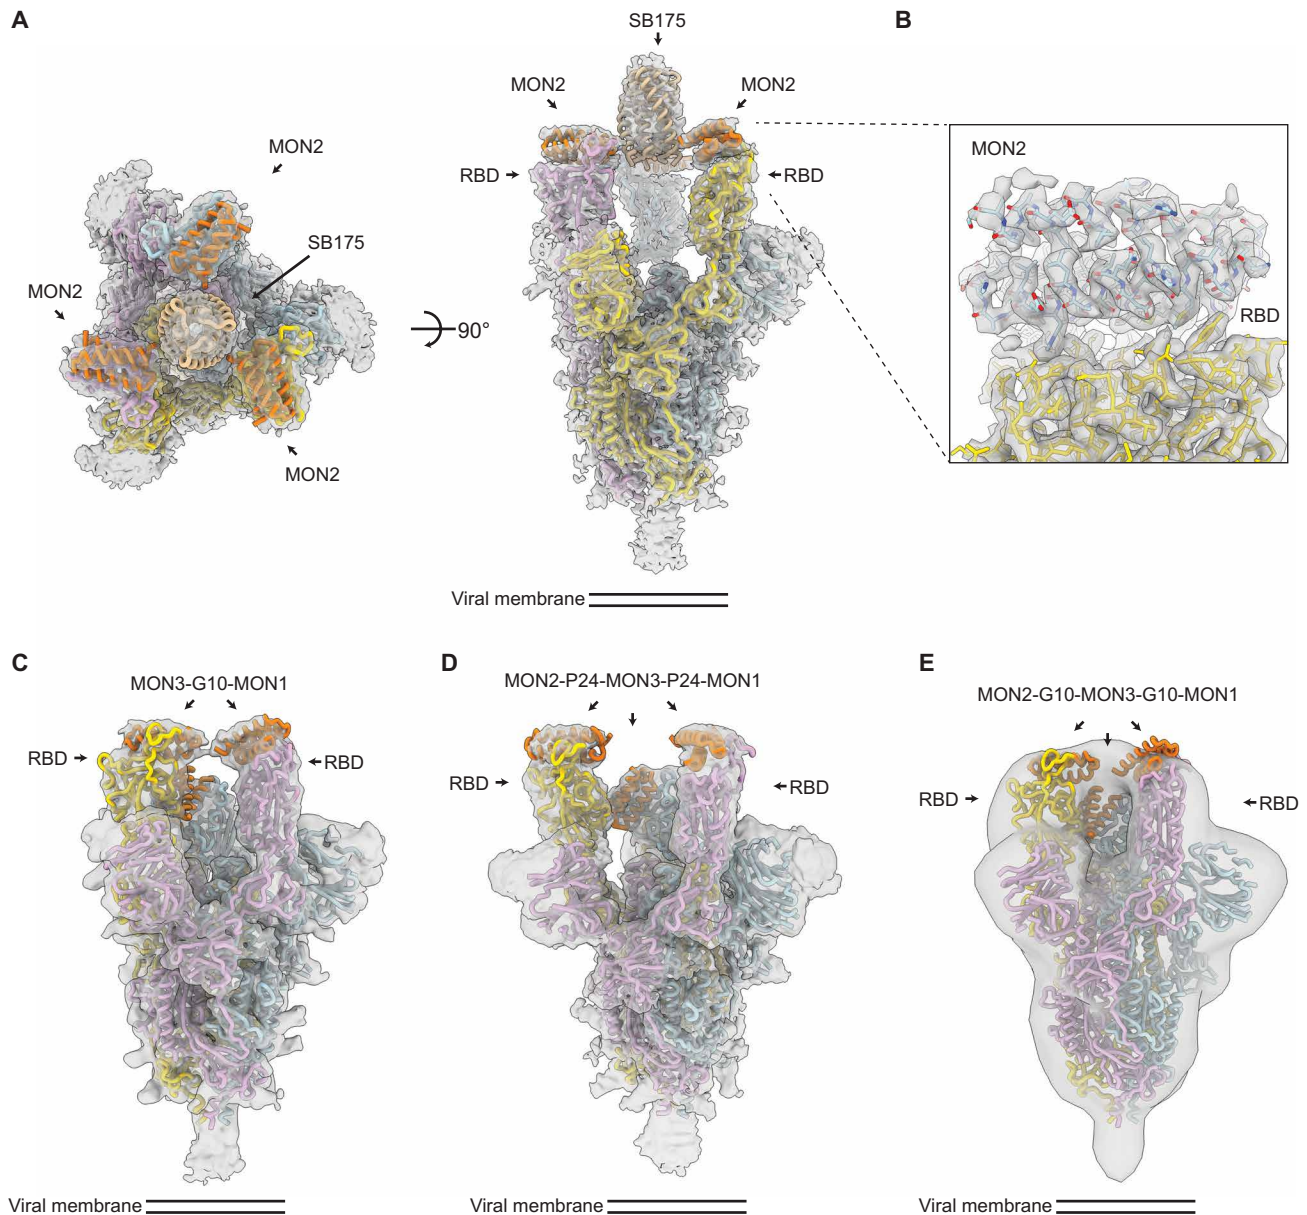 A
SB175
B
MON2
MON2
MON2
MON2
RBD
RBD
SB175
MON2
RBD
90°
MON2
Viral membrane
C
D
E
MON3-G10-MON1
MON2-P24-MON3-P24-MON1
MON2-G10-MON3-G10-MON1
RBD
RBD
RBD
RBD
RBD
RBD
Viral membrane
Viral membrane
Viral membrane